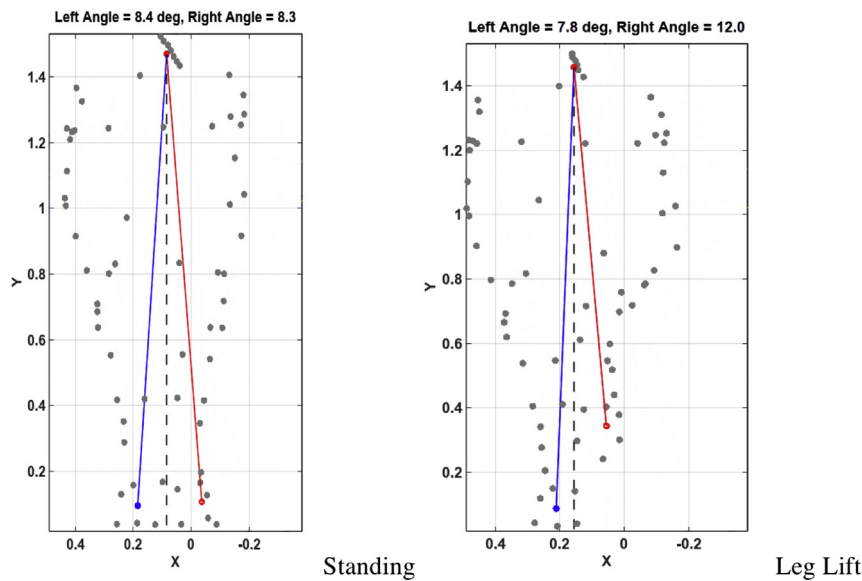 Left Angle = 8.4 deg, Right Angle = 8.3
1.4
1.2
1
0.8
0.6
0.4
0.2
Y
0.4
0.2
0
-0.2
X
Standing
Left Angle = 7.8 deg, Right Angle = 12.0
1.4
1.2
1
0.8
0.6
0.4
0.2
Y
0.4
0.2
0
-0.2
X
Leg Lift